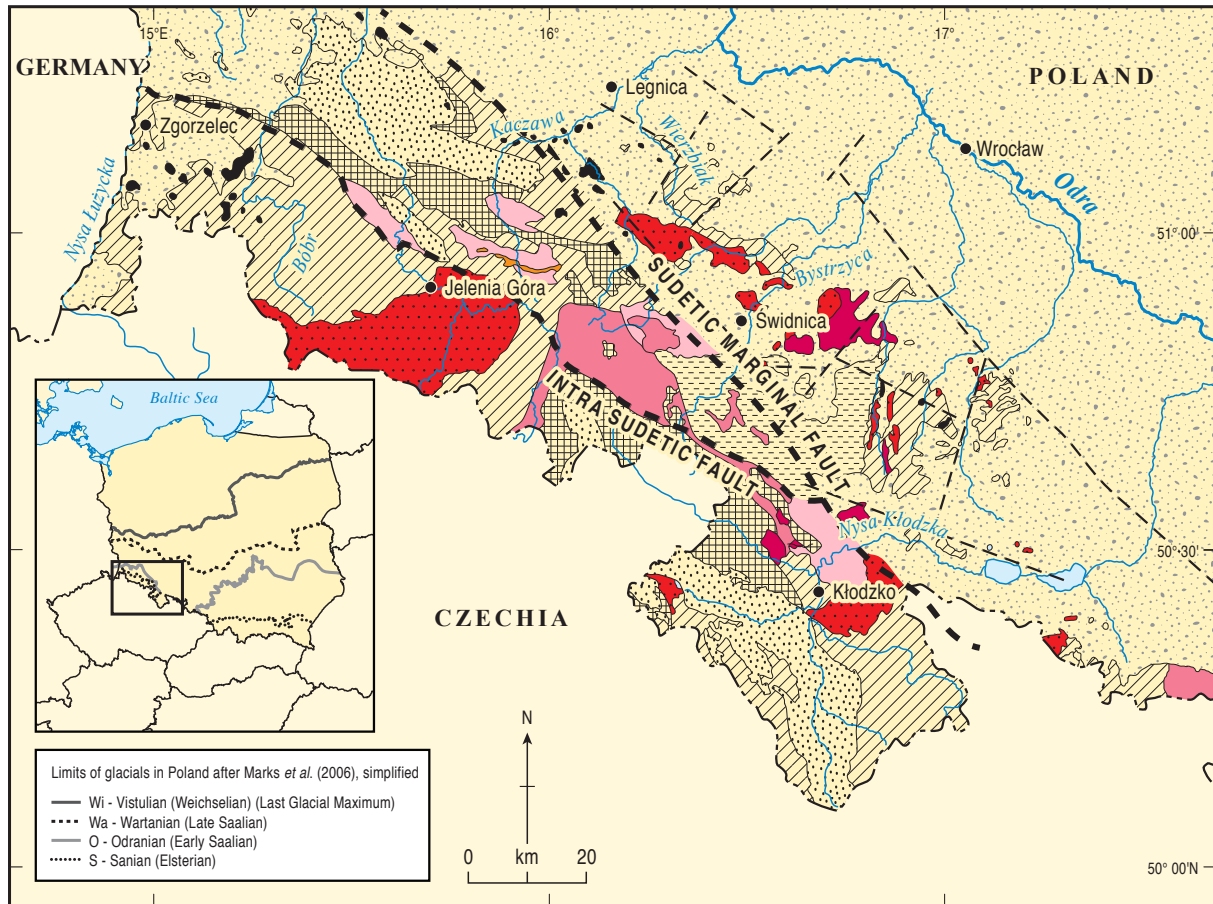 15°E
16°
17°
GERMANY
POLAND
Legnica
Zgorzelec
Kaczawa
Wierzbiak
Wrocław
Odra
Nysa Łużycka
Bóbr
51° 00'
SUDETIC MARGINAL FAULT
Bystrzyca
Jelenia Góra
Świdnica
INTRA SUDETIC FAULT
Baltic Sea
Nysa Kłodzka
50° 30'
Kłodzko
CZECHIA
N
0 km 20
50° 00'N
Limits of glacials in Poland after Marks et al. (2006), simplified
Wi - Vistulian (Weichselian) (Last Glacial Maximum)
Wa - Wartanian (Late Saalian)
O - Odranian (Early Saalian)
S - Sanian (Elsterian)